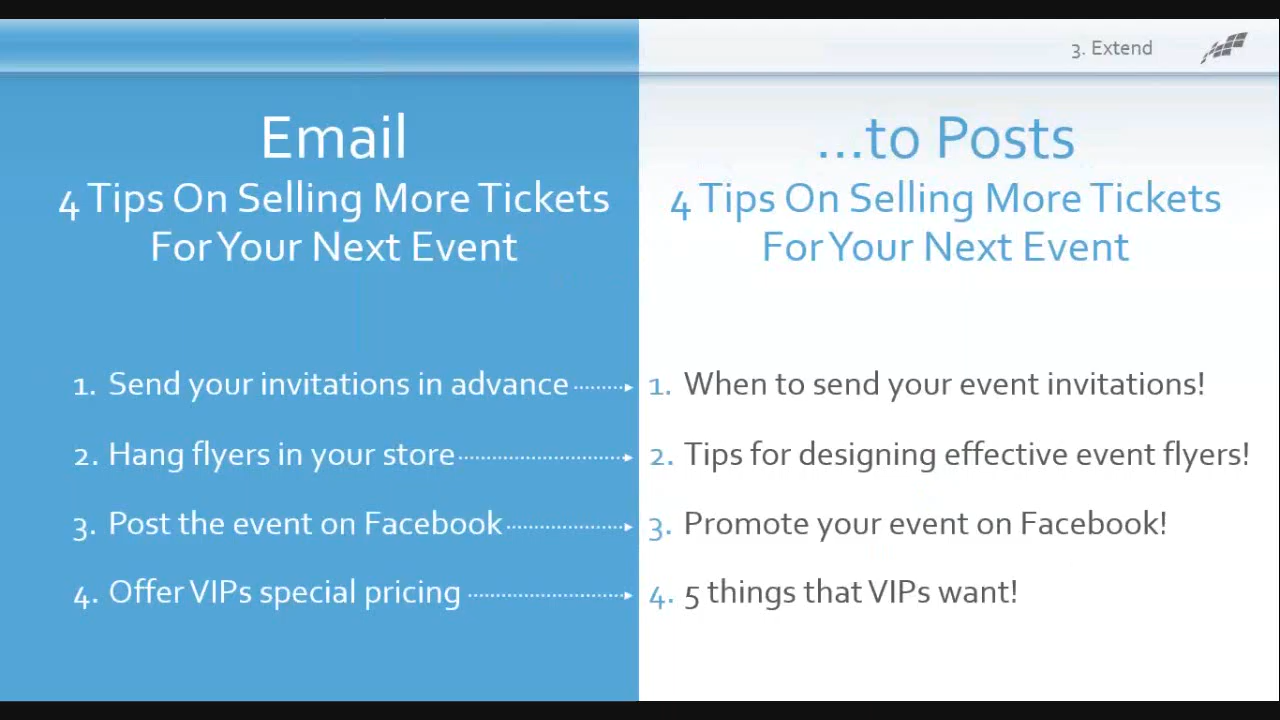 3. Extend
Email
4 Tips On Selling More Tickets
For Your Next Event
1. Send your invitations in advance
2. Hang flyers in your store
3. Post the event on Facebook
4. Offer VIPs special pricing
...to Posts
4 Tips On Selling More Tickets
For Your Next Event
1. When to send your event invitations!
2. Tips for designing effective event flyers!
3. Promote your event on Facebook!
4. 5 things that VIPs want!